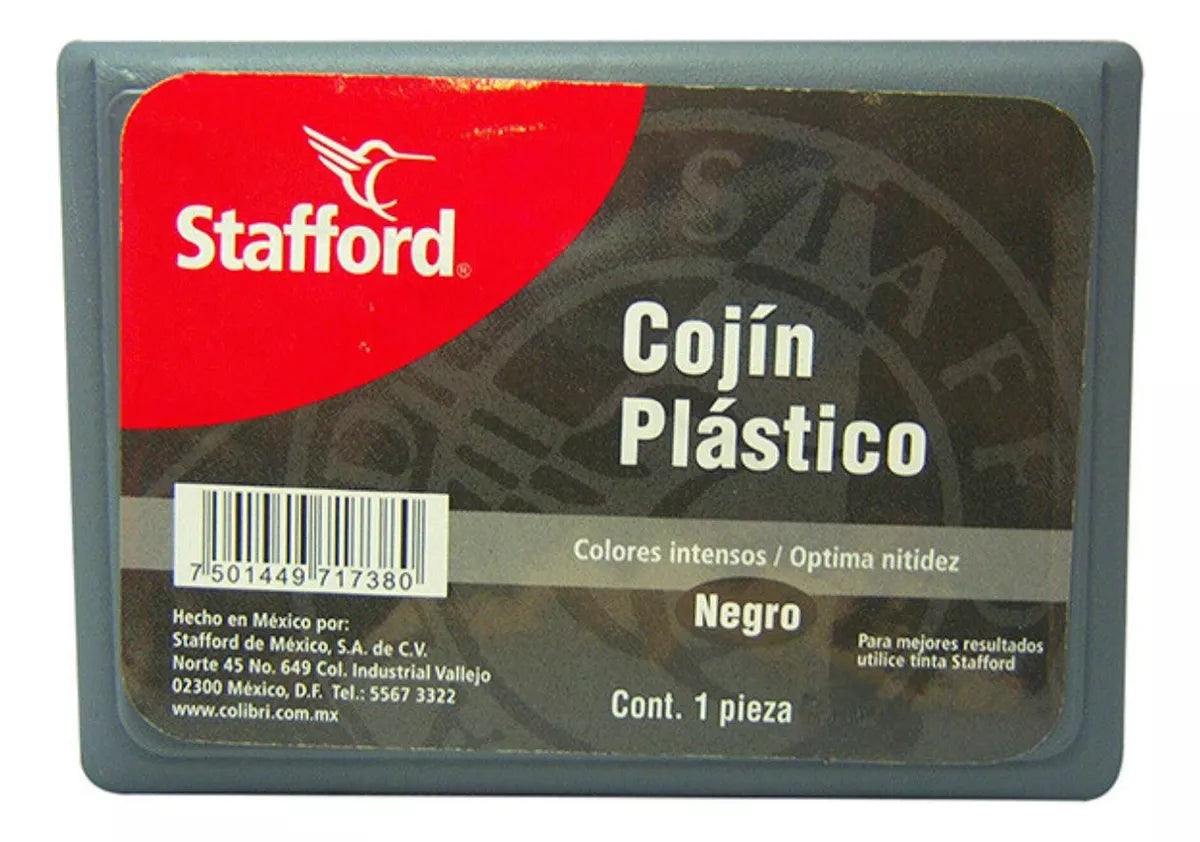 Stafford®
STAFFO
Cojín
Plástico
Colores intensos / Optima nitidez
Negro
Para mejores resultados
utilice tinta Stafford
Cont. 1 pieza
7 501449 717380
Hecho en México por:
Stafford de México, S.A. de C.V.
Norte 45 No. 649 Col. Industrial Vallejo
02300 México, D.F. Tel.: 5567 3322
www.colibri.com.mx